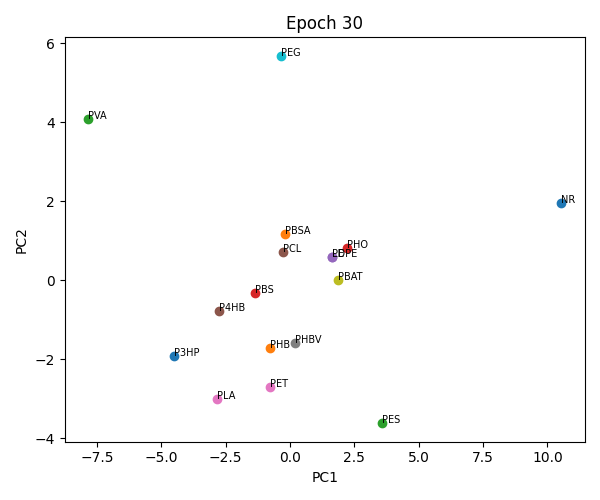 Epoch 30
PEG
PVA
NR
PBSA
PHO
PCL
PBAT
PBS
P4HB
PHBV
PHB
P3HP
PET
PLA
PES
6
4
2
0
−2
−4
PC2
−7.5 −5.0 −2.5 0.0 2.5 5.0 7.5 10.0
PC1